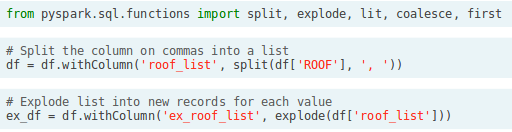 from pyspark.sql.functions import split, explode, lit, coalesce, first
# Split the column on commas into a list
df = df.withColumn('roof_list', split(df['ROOF'], ', '))
# Explode list into new records for each value
ex_df = df.withColumn('ex_roof_list', explode(df['roof_list']))